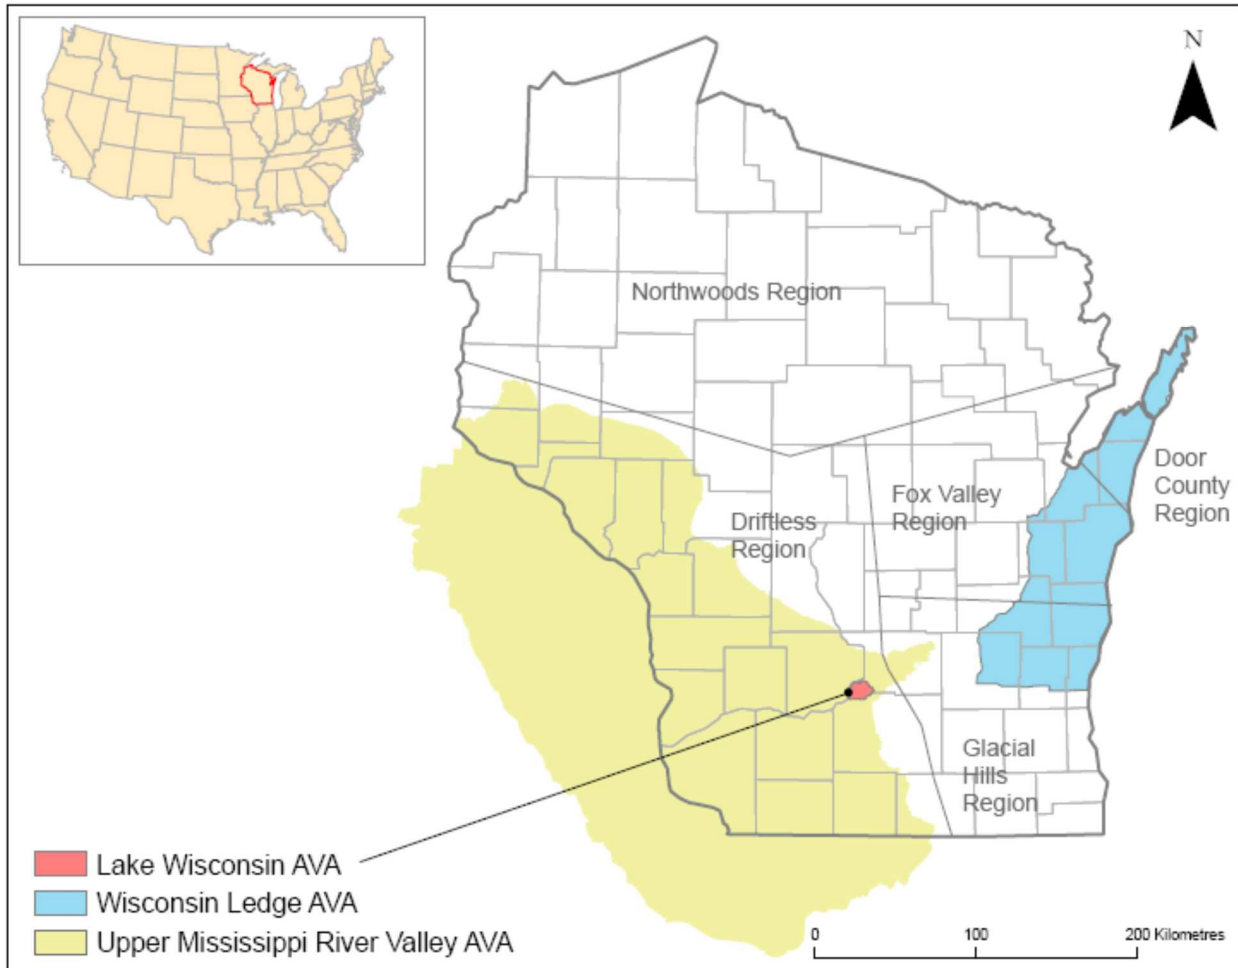 N
Northwoods Region
Door
County
Region
Fox Valley
Region
Driftless
Region
Glacial
Hills
Region
Lake Wisconsin AVA
Wisconsin Ledge AVA
Upper Mississippi River Valley AVA
0 100 200 Kilometres